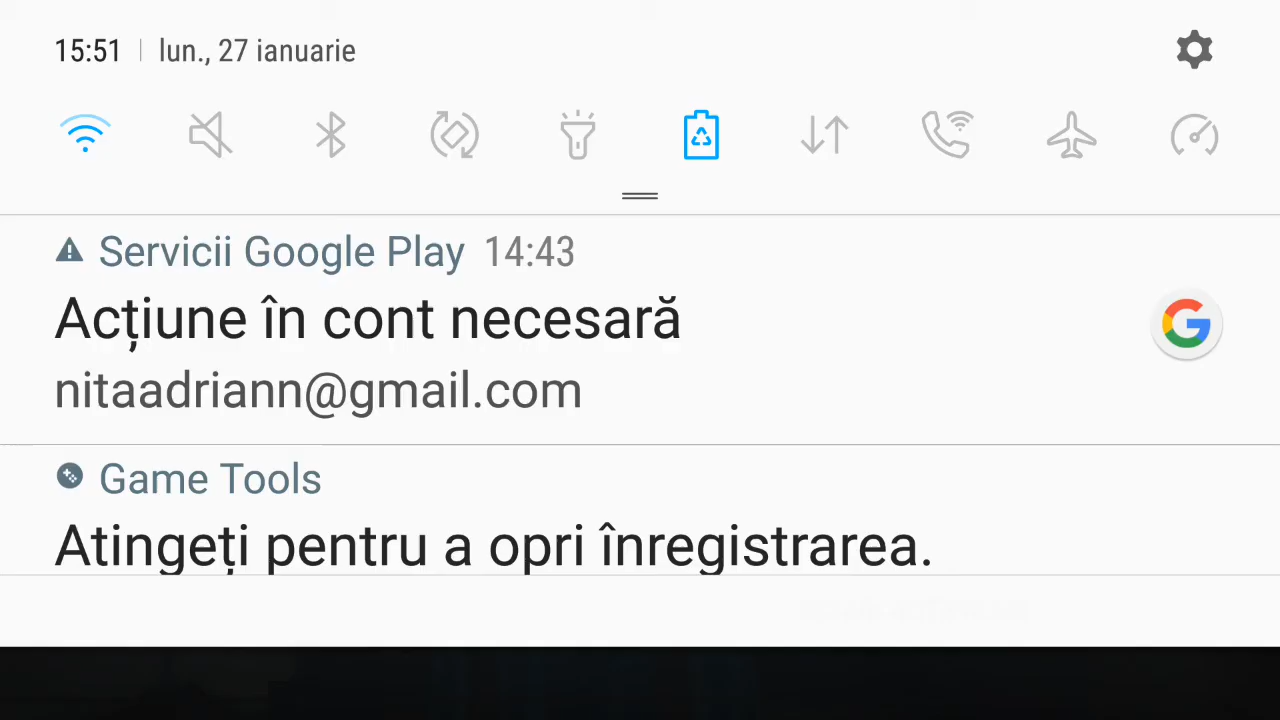 15:51 | lun., 27 ianuarie
Servicii Google Play 14:43
Acțiune în cont necesară
nitaadriann@gmail.com
Game Tools
Atingeți pentru a opri înregistrarea.